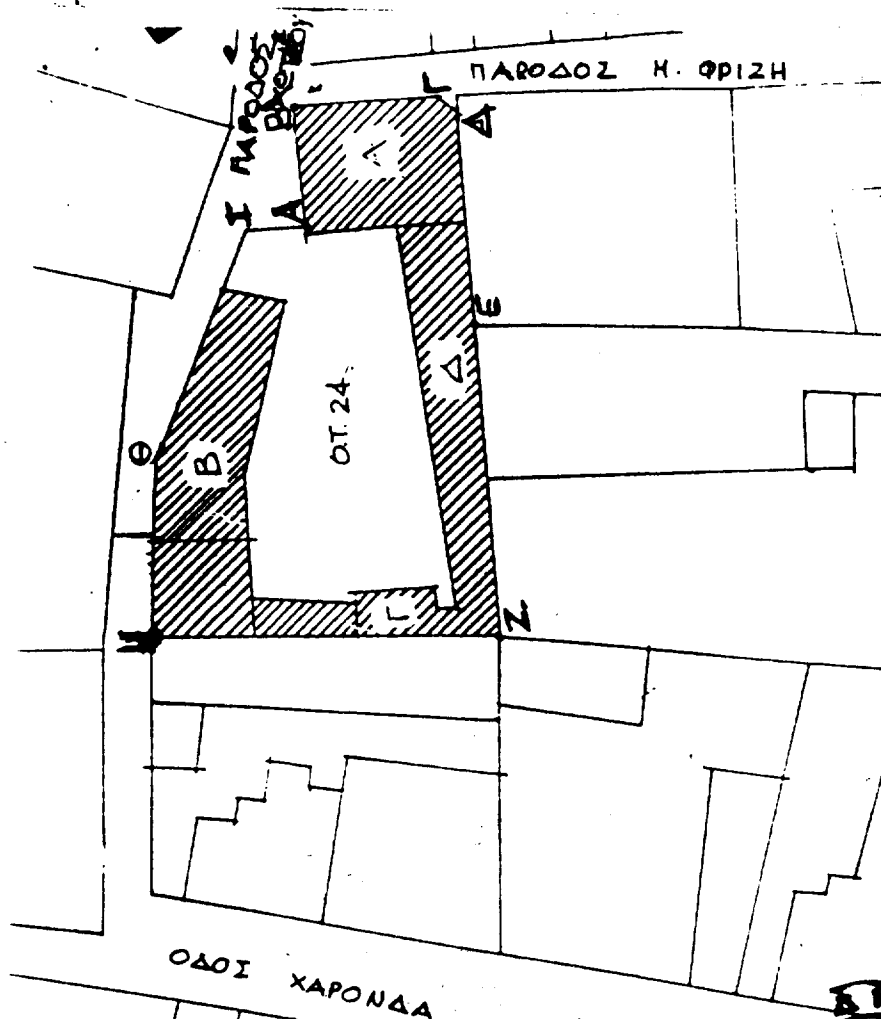 ΠΑΡΟΔΟΣ Η. ΦΡΙΖΗ
ΠΑΡΟΔΟΣ
Γ
Β
Δ
Α
Α
Ι
Ε
Δ
Ο.Τ. 24.
Θ
Β
Γ
Ζ
Η
ΟΔΟΣ ΧΑΡΟΝΔΑ